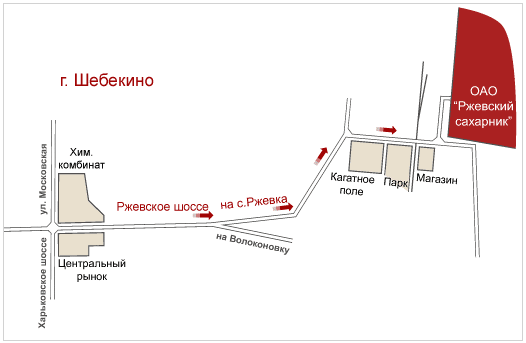 г. Шебекино
ОАО
“Ржевский
сахарник”
Хим.
комбинат
ул. Московская
Ржевское шоссе
на с.Ржевка
Кагатное
поле
Парк
Магазин
на Волоконовку
Харьковское шоссе
Центральный
рынок